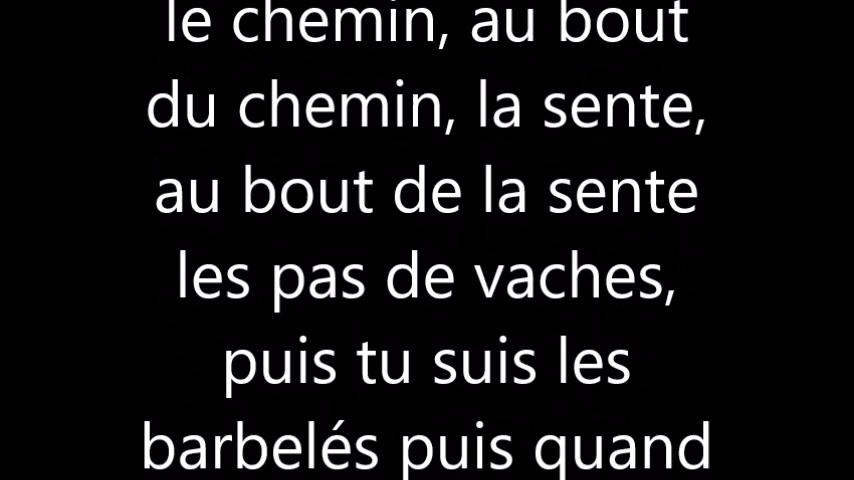 le chemin, au bout
du chemin, la sente,
au bout de la sente
les pas de vaches,
puis tu suis les
barbelés puis quand